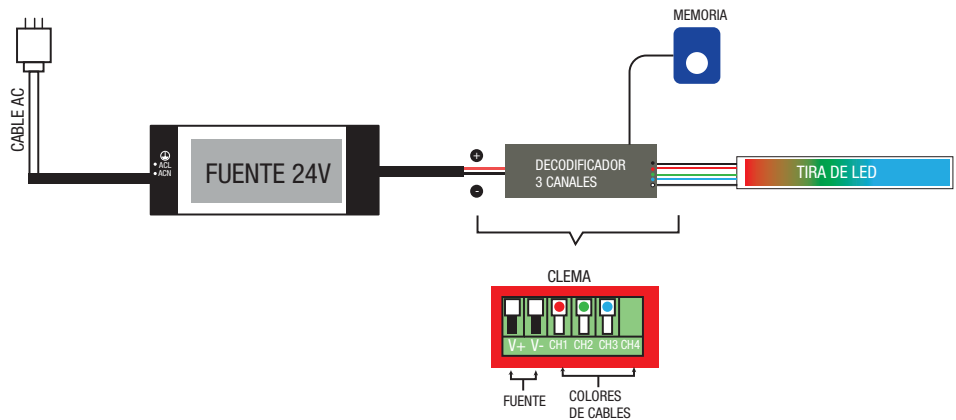 MEMORIA
CABLE AC
ACL
ACN
FUENTE 24V
+
-
DECODIFICADOR
3 CANALES
TIRA DE LED
CLEMA
V+ V- CH1 CH2 CH3 CH4
FUENTE
COLORES
DE CABLES